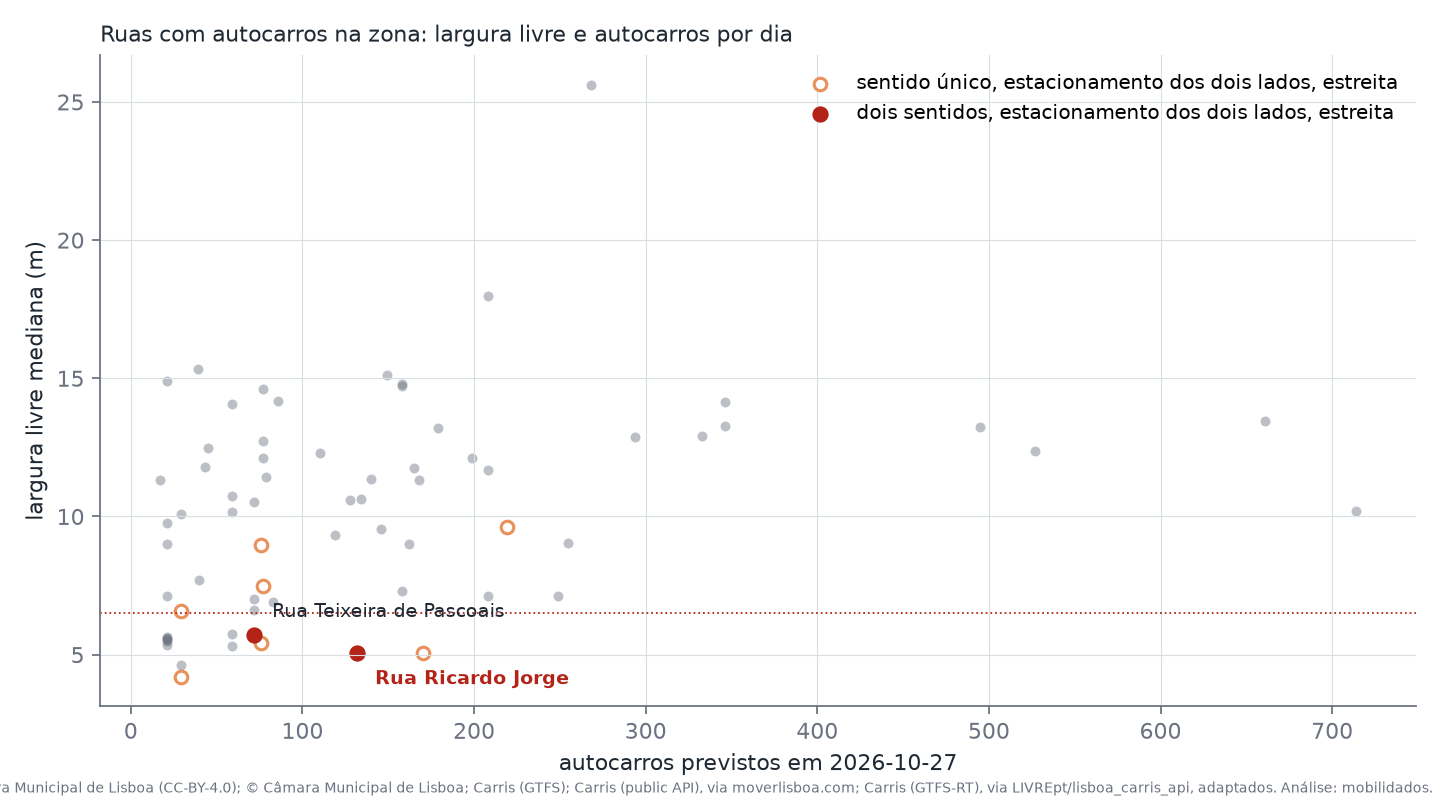 Ruas com autocarros na zona: largura livre e autocarros por dia
sentido único, estacionamento dos dois lados, estreita
dois sentidos, estacionamento dos dois lados, estreita
largura livre mediana (m)
25
20
15
10
5
Rua Teixeira de Pascoais
Rua Ricardo Jorge
0 100 200 300 400 500 600 700
autocarros previstos em 2026-10-27
a Municipal de Lisboa (CC-BY-4.0); © Câmara Municipal de Lisboa; Carris (GTFS); Carris (public API), via moverlisboa.com; Carris (GTFS-RT), via LIVREpt/lisboa_carris_api, adaptados. Análise: mobilidados.